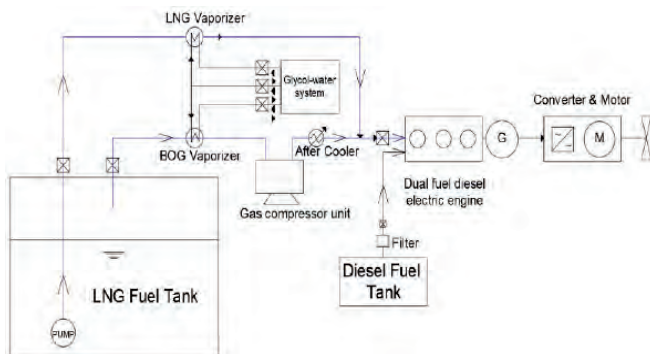 LNG Vaporizer
M
Glycol-water
system
BOG Vaporizer
After Cooler
Gas compressor unit
G
Converter & Motor
M
Dual fuel diesel
electric engine
Filter
Diesel Fuel
Tank
LNG Fuel Tank
PUMP